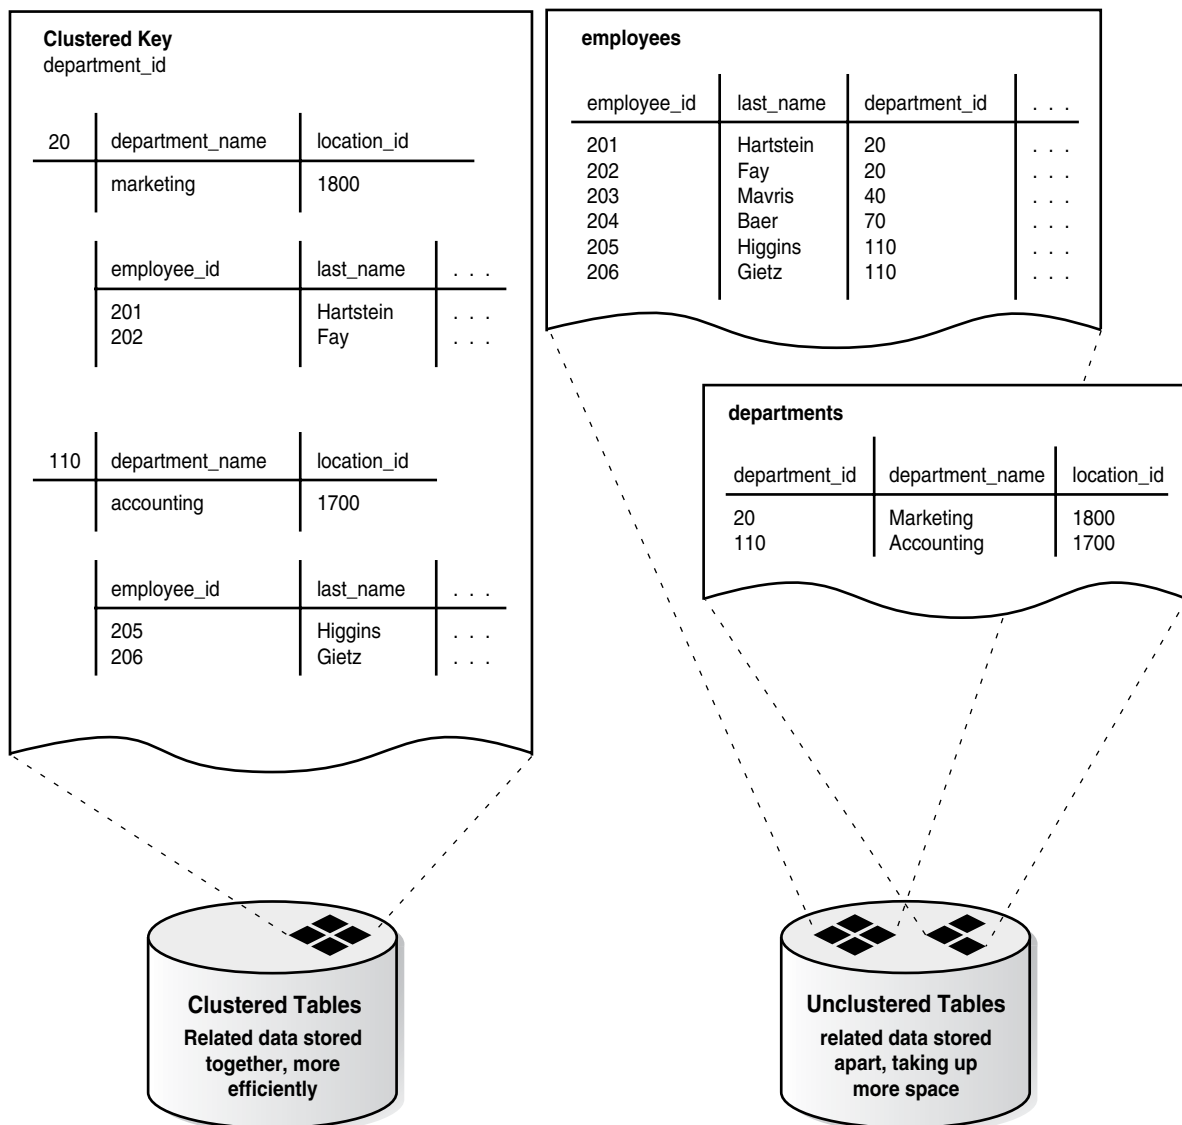 Clustered Key
department_id
20 department_name location_id
marketing 1800
employee_id last_name . . .
201 Hartstein . . .
202 Fay . . .
110 department_name location_id
accounting 1700
employee_id last_name . . .
205 Higgins . . .
206 Gietz . . .
employees
employee_id last_name department_id . . .
201 Hartstein 20 . . .
202 Fay 20 . . .
203 Mavris 40 . . .
204 Baer 70 . . .
205 Higgins 110 . . .
206 Gietz 110 . . .
departments
department_id department_name location_id
20 Marketing 1800
110 Accounting 1700
Clustered Tables
Related data stored
together, more
efficiently
Unclustered Tables
related data stored
apart, taking up
more space